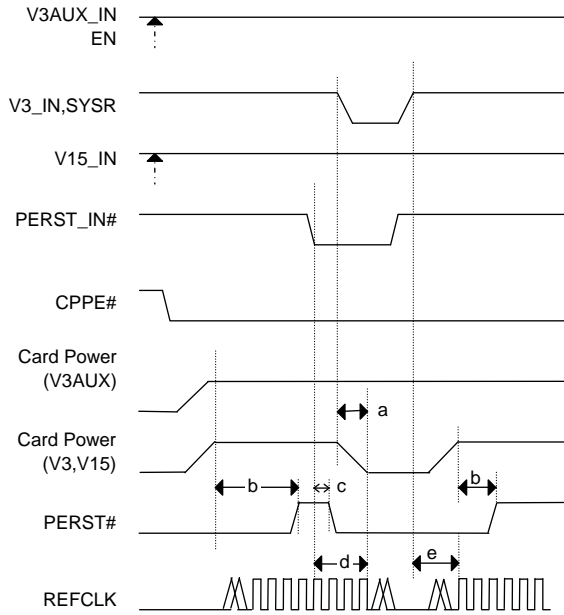 V3AUX_IN
EN
V3_IN,SYSR
V15_IN
PERST_IN#
CPPE#
Card Power
(V3AUX)
a
Card Power
(V3,V15)
b
c
b
PERST#
d
e
REFCLK